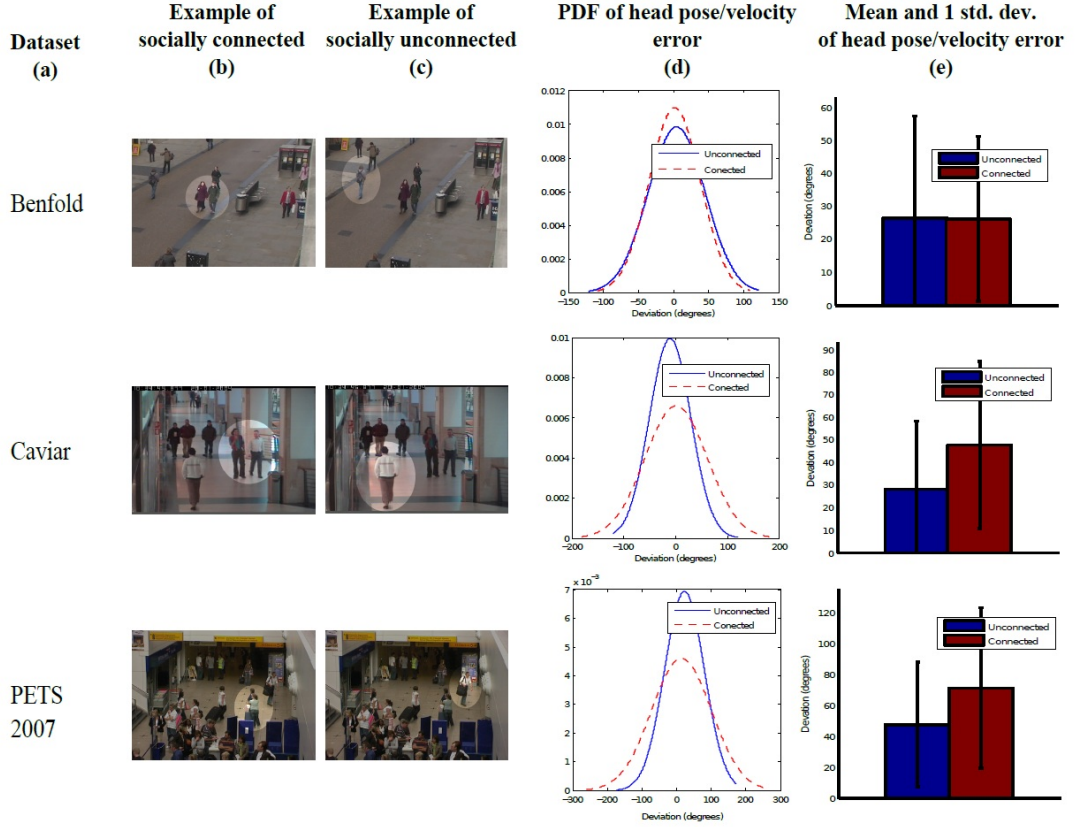 Dataset
(a)
Example of
socially connected
(b)
Example of
socially unconnected
(c)
PDF of head pose/velocity
error
(d)
Mean and 1 std. dev.
of head pose/velocity error
(e)
Benfold
0.012
0.01
0.008
0.006
0.004
0.002
0
-150 -100 -50 0 50 100 150
Deviation (degrees)
Unconnected
Conected
60
50
40
30
20
10
0
Devation (degrees)
Unconnected
Connected
Caviar
0.01
0.008
0.006
0.004
0.002
0
-200 -100 0 100 200
Deviation (degrees)
Unconnected
Conected
90
80
70
60
50
40
30
20
10
0
Devation (degrees)
Unconnected
Connected
PETS
2007
x 10⁻³
7
6
5
4
3
2
1
0
-300 -200 -100 0 100 200 300
Deviation (degrees)
Unconnected
Conected
120
100
80
60
40
20
0
Devation (degrees)
Unconnected
Connected